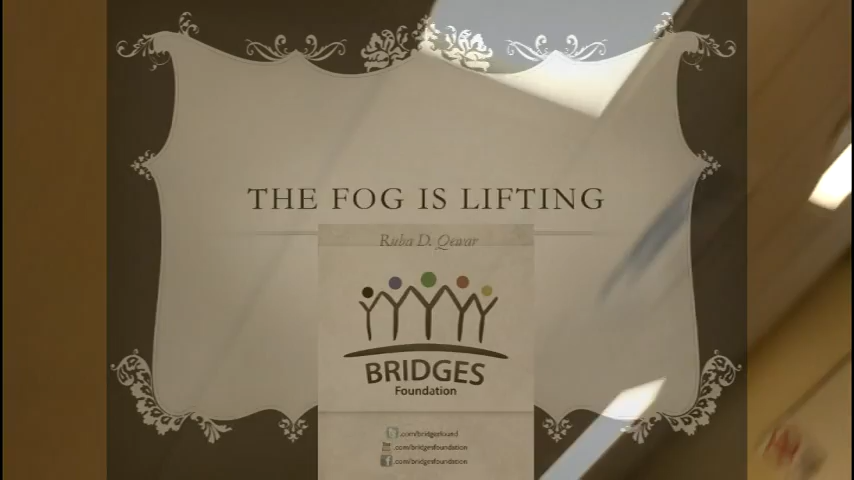 THE FOG IS LIFTING
Ruba D. Qewar
BRIDGES
Foundation
.com/bridgesfound
.com/bridgesfoundation
.com/bridgesfoundation